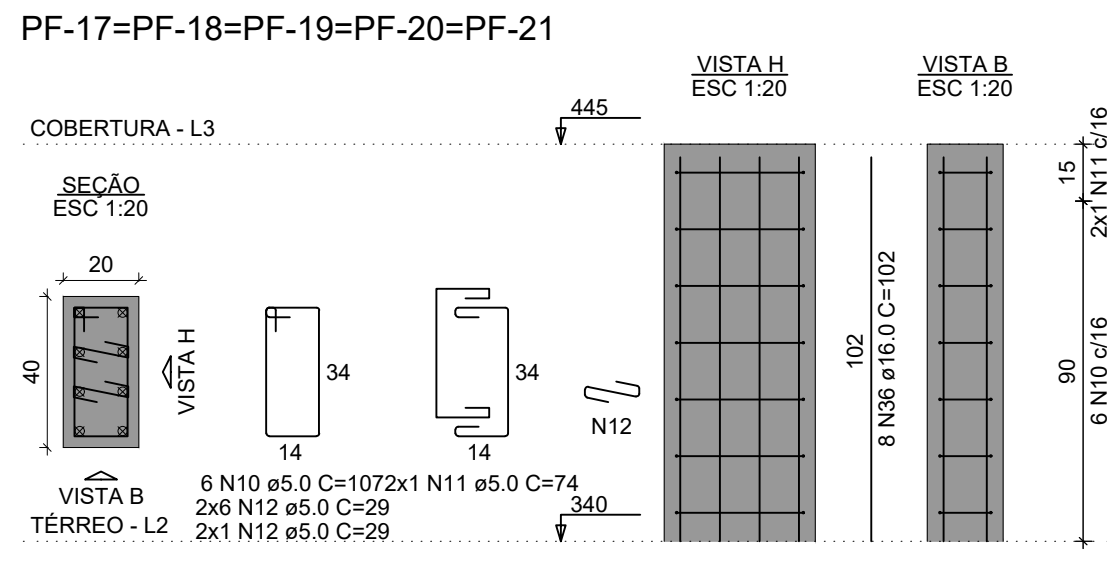 PF-17=PF-18=PF-19=PF-20=PF-21
VISTA H
ESC 1:20
VISTA B
ESC 1:20
445
COBERTURA - L3
SEÇÃO
ESC 1:20
20
40
VISTA H
VISTA B
34
14
34
14
N12
6 N10 ø5.0 C=107
2x1 N11 ø5.0 C=74
2x6 N12 ø5.0 C=29
2x1 N12 ø5.0 C=29
TÉRREO - L2
340
102
8 N36 ø16.0 C=102
15
2x1 N11 c/16
90
6 N10 c/16